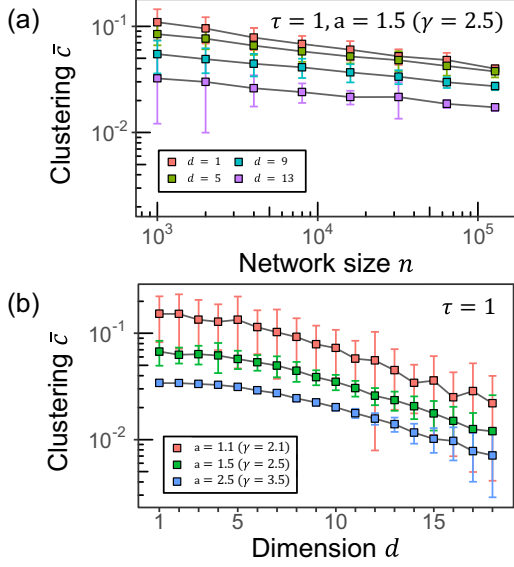 (a)
τ = 1, a = 1.5 (γ = 2.5)
Clustering c̄
10⁻¹
10⁻²
d = 1
d = 9
d = 5
d = 13
10³
10⁴
10⁵
Network size n
(b)
τ = 1
Clustering c̄
10⁻¹
10⁻²
a = 1.1 (γ = 2.1)
a = 1.5 (γ = 2.5)
a = 2.5 (γ = 3.5)
1
5
10
15
Dimension d